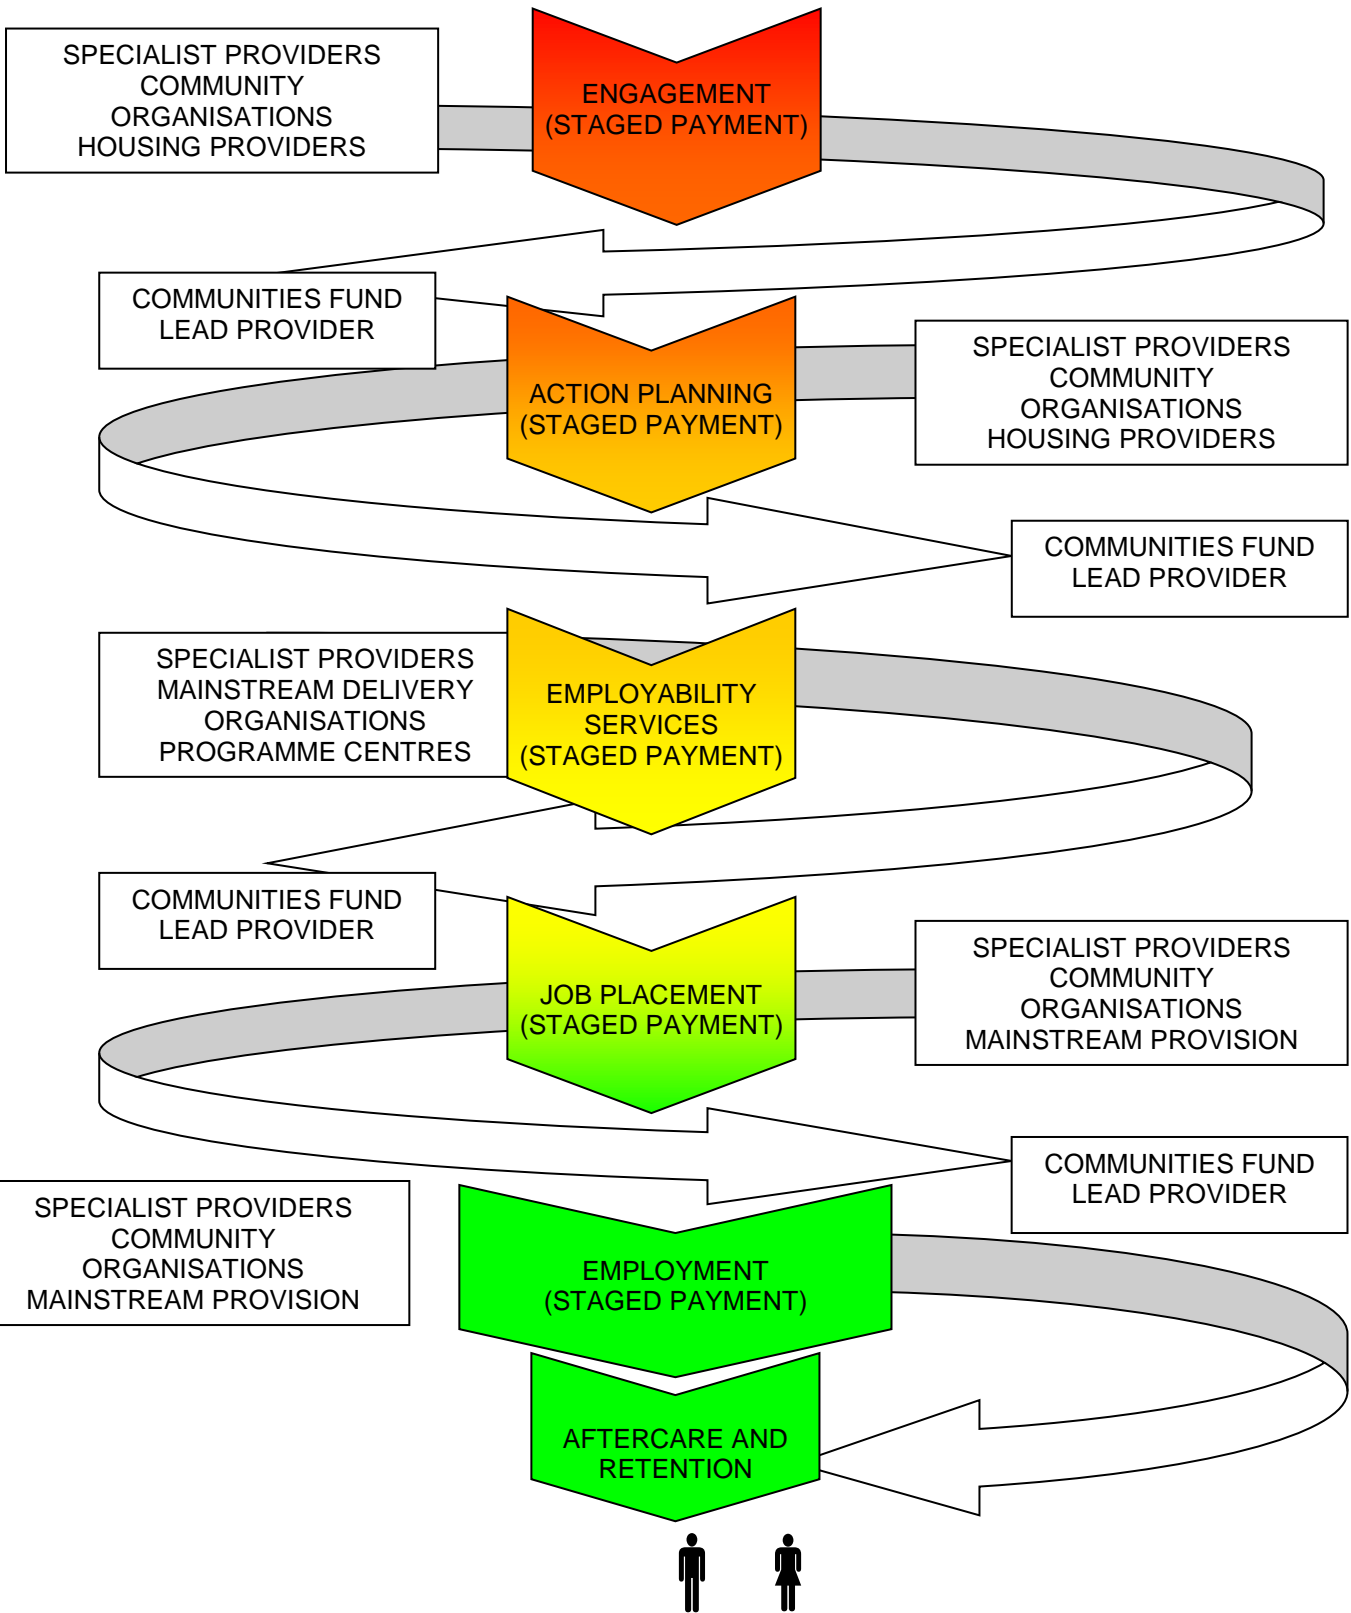 SPECIALIST PROVIDERS
COMMUNITY
ORGANISATIONS
HOUSING PROVIDERS
ENGAGEMENT
(STAGED PAYMENT)
COMMUNITIES FUND
LEAD PROVIDER
ACTION PLANNING
(STAGED PAYMENT)
SPECIALIST PROVIDERS
COMMUNITY
ORGANISATIONS
HOUSING PROVIDERS
COMMUNITIES FUND
LEAD PROVIDER
SPECIALIST PROVIDERS
MAINSTREAM DELIVERY
ORGANISATIONS
PROGRAMME CENTRES
EMPLOYABILITY
SERVICES
(STAGED PAYMENT)
COMMUNITIES FUND
LEAD PROVIDER
JOB PLACEMENT
(STAGED PAYMENT)
SPECIALIST PROVIDERS
COMMUNITY
ORGANISATIONS
MAINSTREAM PROVISION
COMMUNITIES FUND
LEAD PROVIDER
SPECIALIST PROVIDERS
COMMUNITY
ORGANISATIONS
MAINSTREAM PROVISION
EMPLOYMENT
(STAGED PAYMENT)
AFTERCARE AND
RETENTION